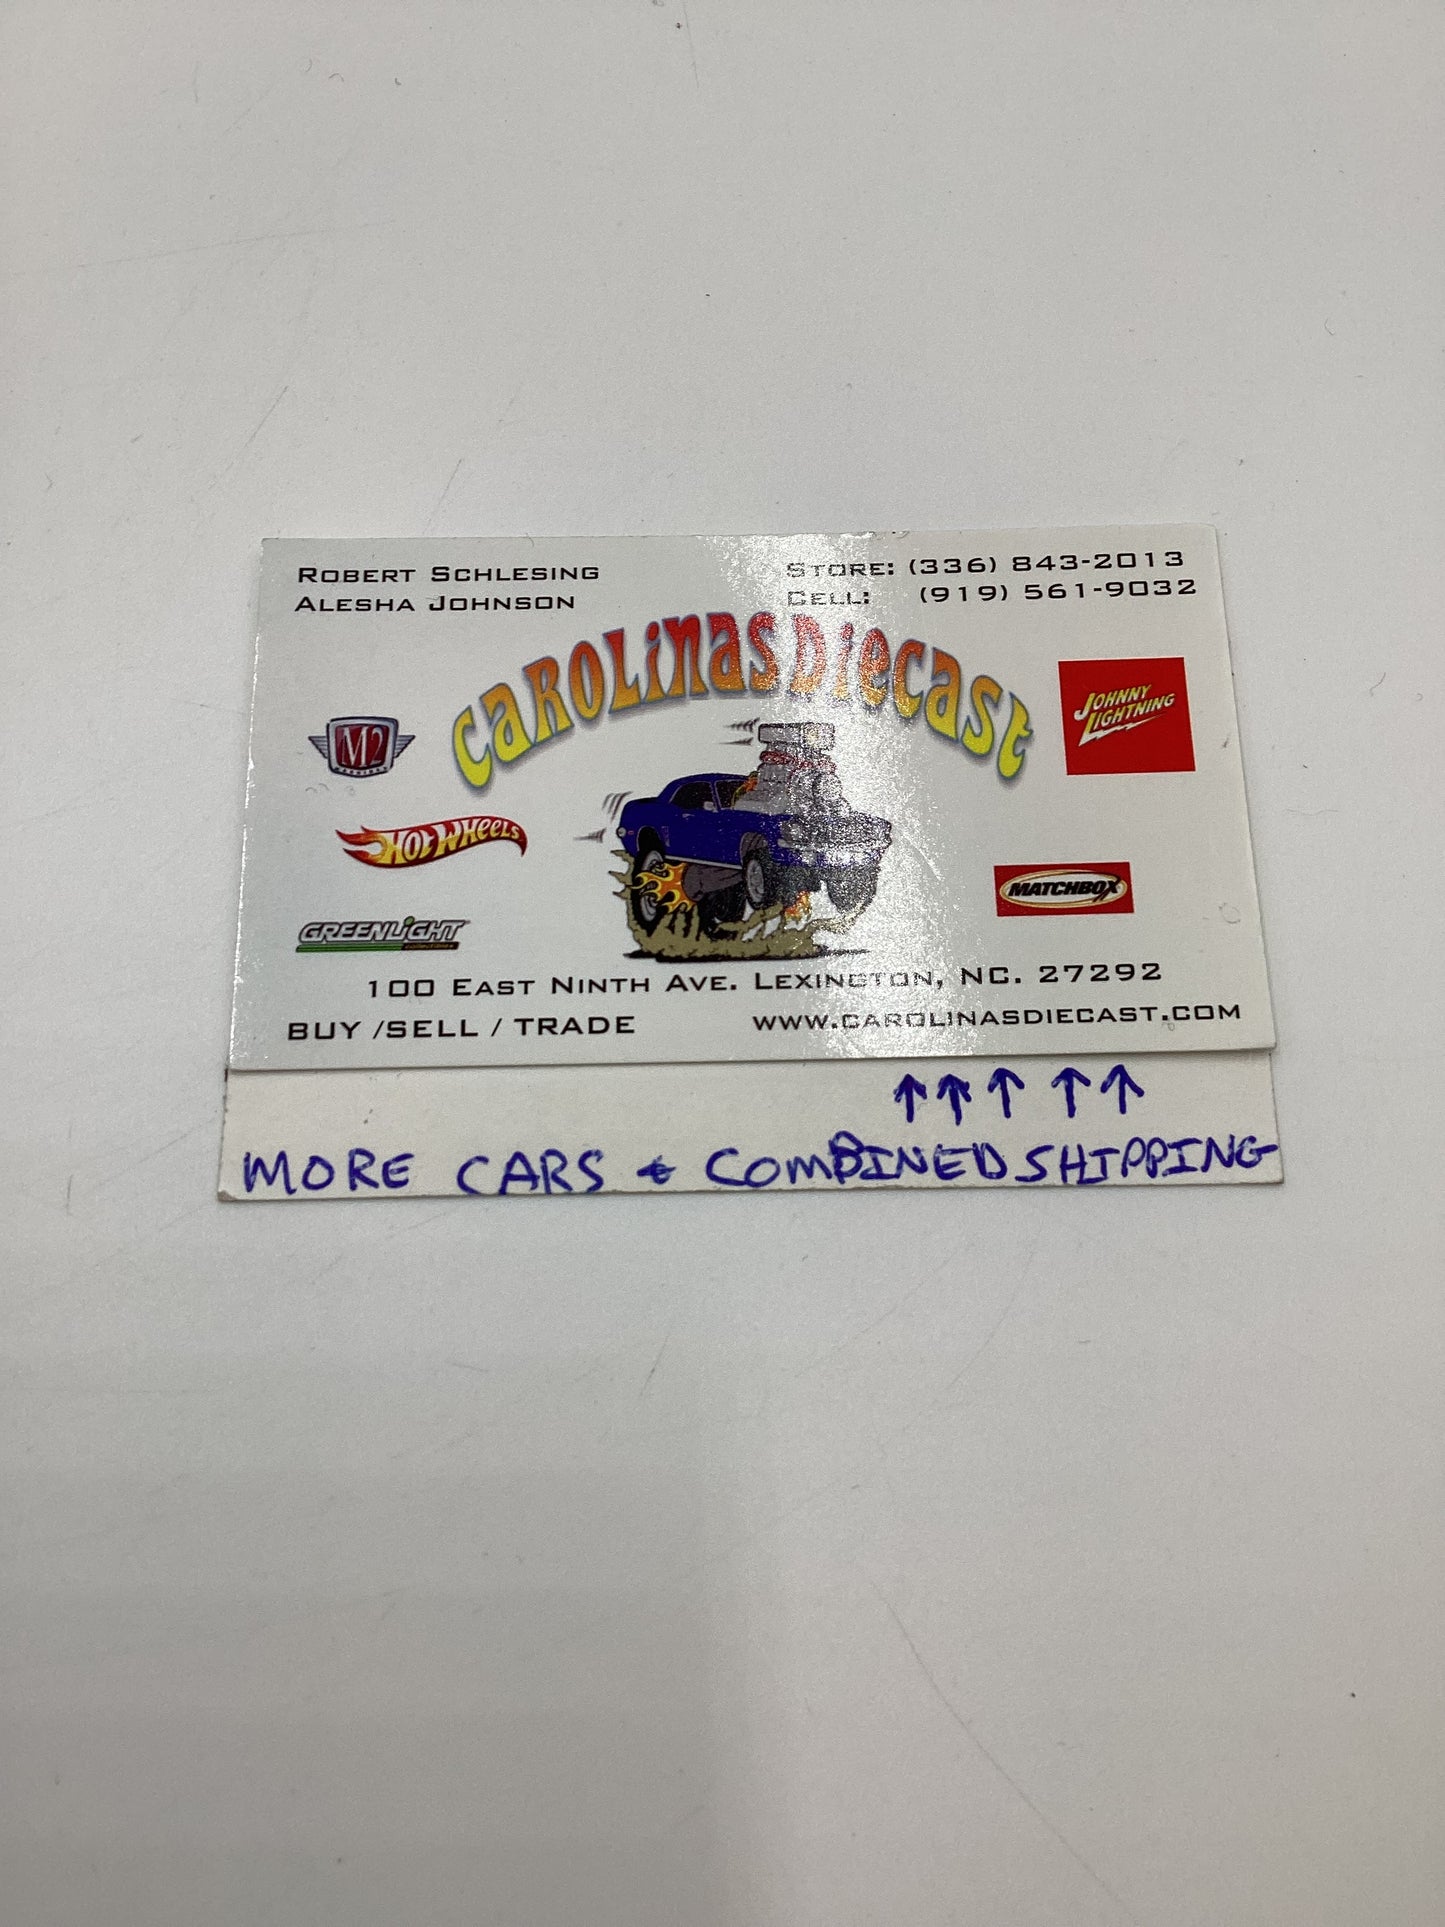 ROBERT SCHLESING
ALESHA JOHNSON
STORE: (336) 843-2013
CELL: (919) 561-9032
CAROLINAS DIECAST
M2
MACHINES
JOHNNY
LIGHTNING
HOT WHEELS
MATCHBOX
GREENLIGHT
collectibles
100 EAST NINTH AVE. LEXINGTON, NC. 27292
BUY /SELL / TRADE
WWW.CAROLINASDIECAST.COM
↑↑↑ ↑↑
MORE CARS & COMBINED SHIPPING